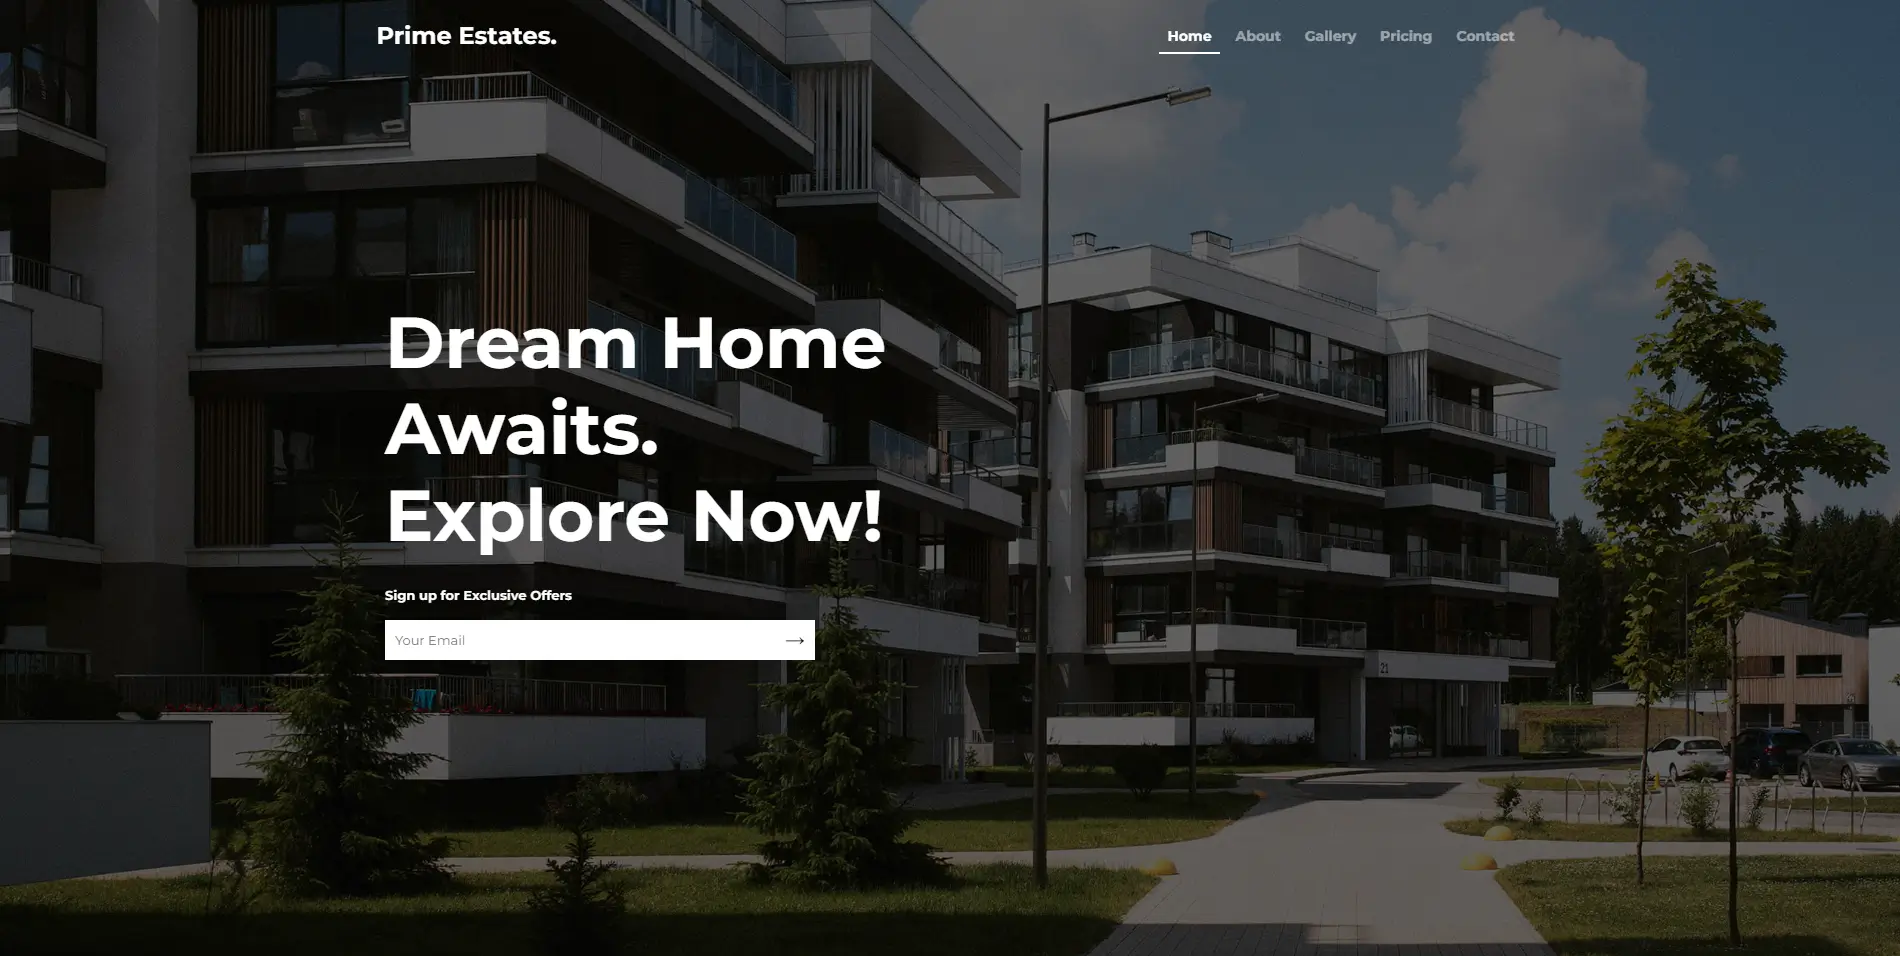 Prime Estates.
Home About Gallery Pricing Contact
Dream Home
Awaits.
Explore Now!
Sign up for Exclusive Offers
Your Email →
21